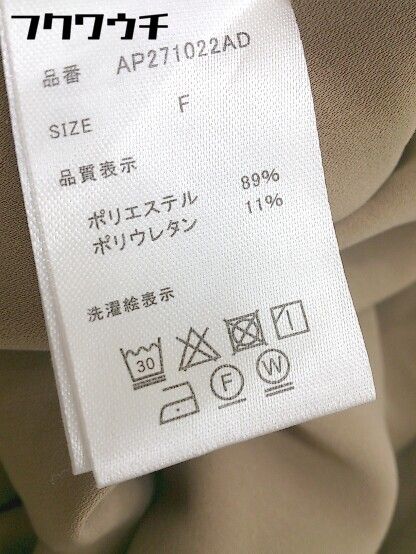 フクワウチ
品番 AP271022AD
SIZE F
品質表示
ポリエステル 89%
ポリウレタン 11%
洗濯絵表示
30
F W